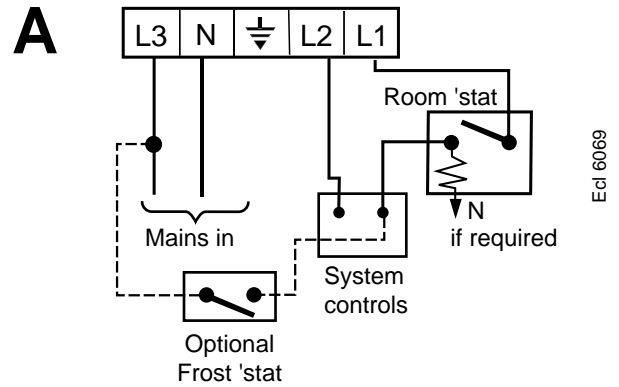 A
L3 N L2 L1
Room 'stat
N
if required
Mains in
System
controls
Optional
Frost 'stat
Ecl 6069